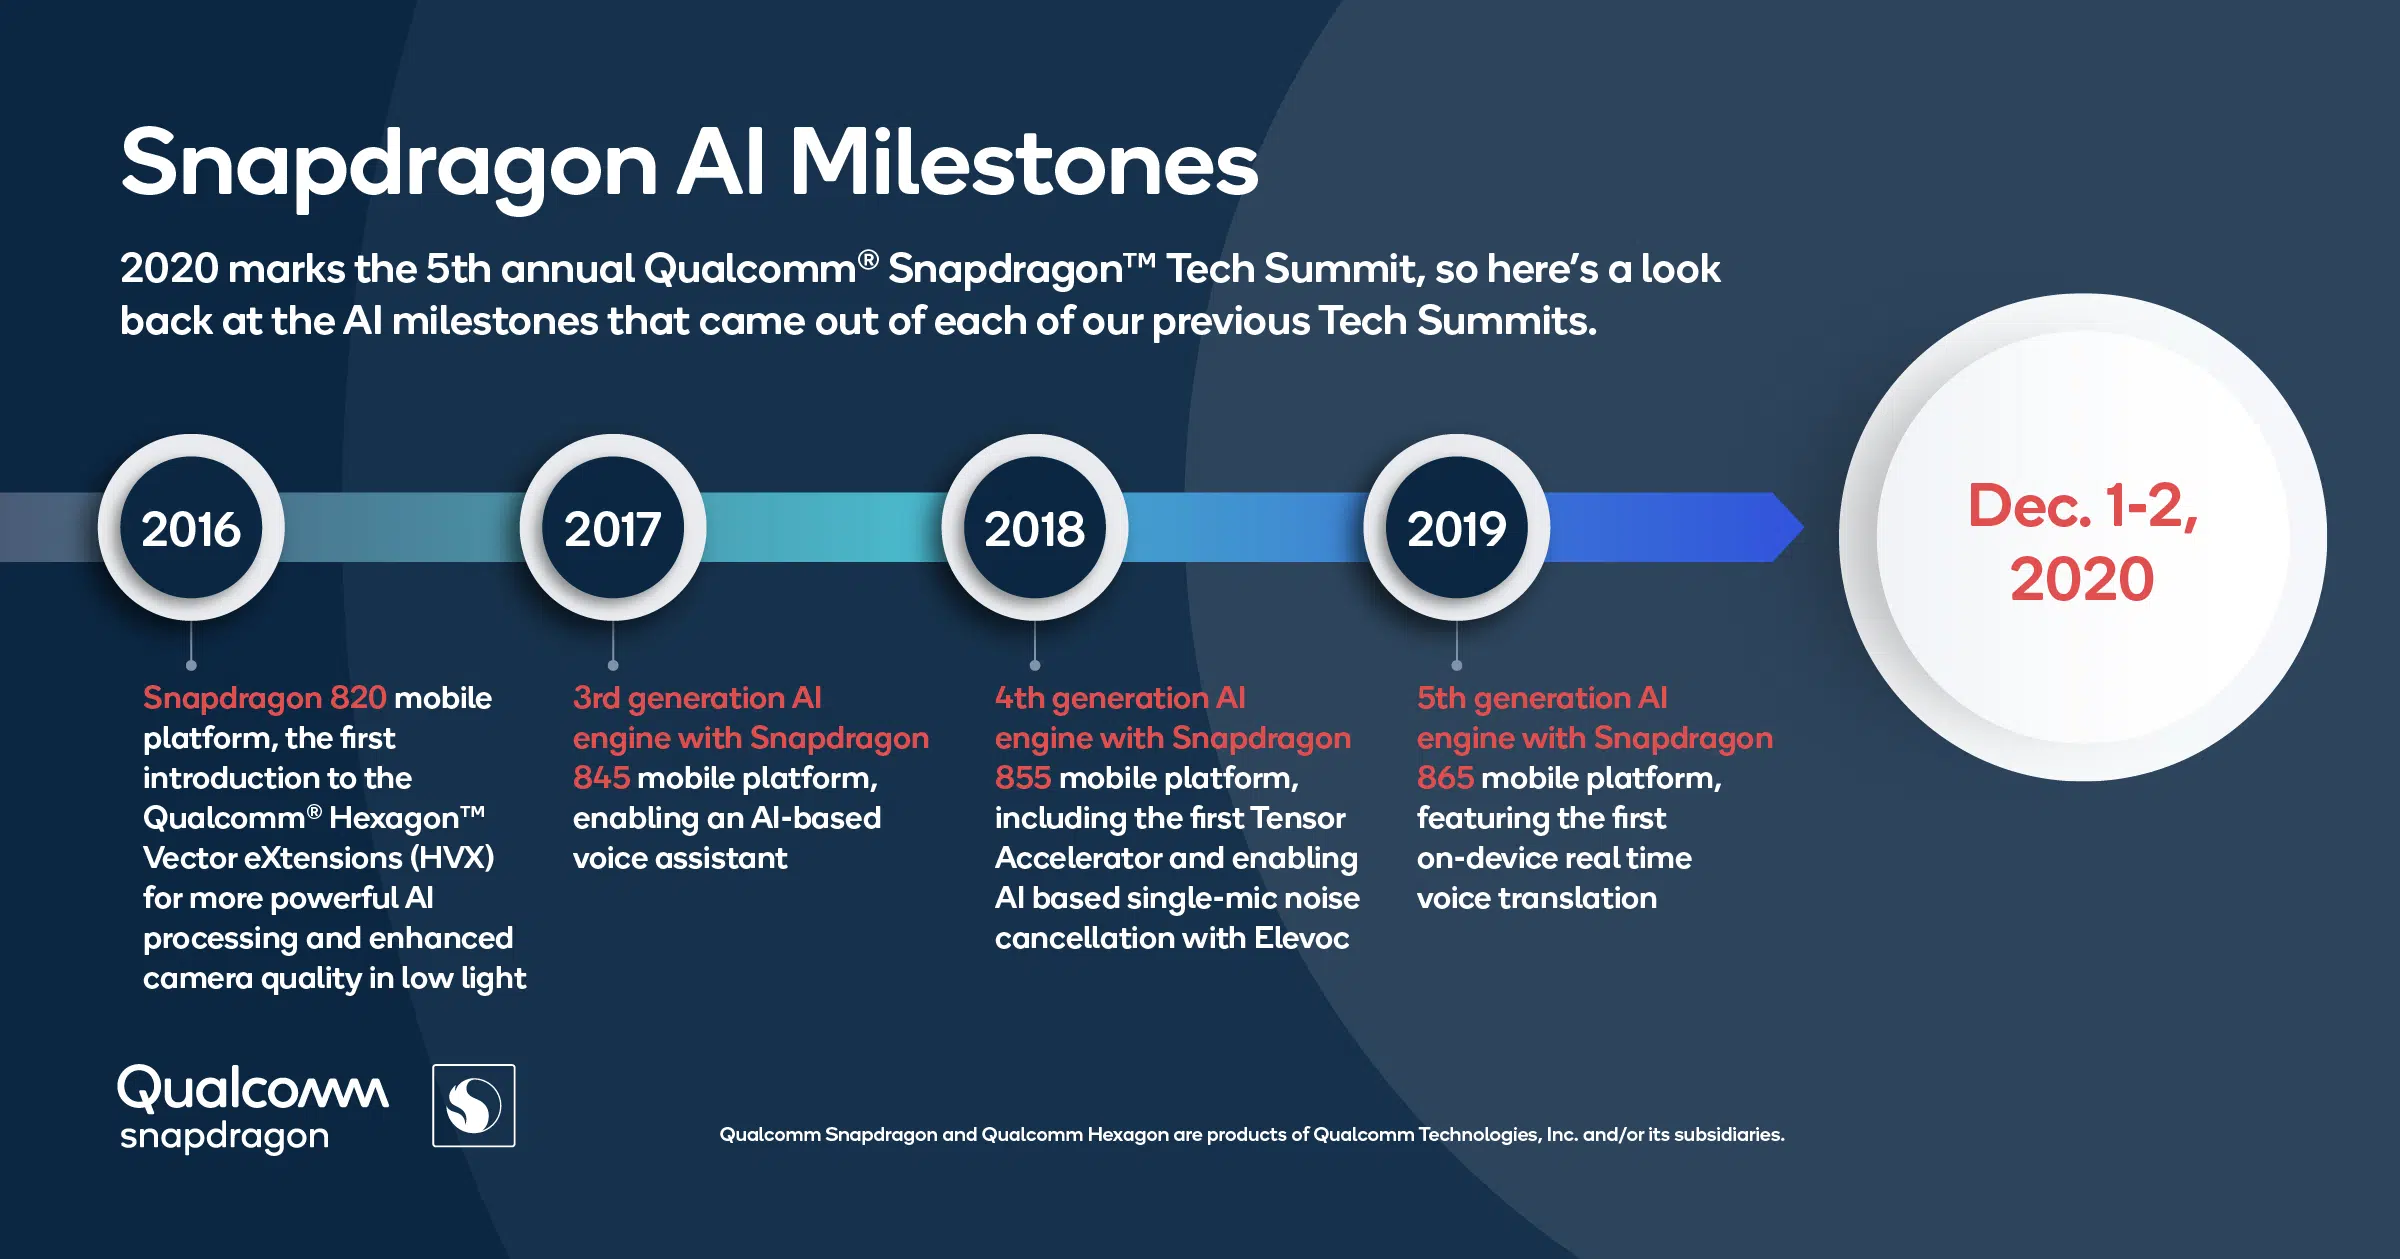 Snapdragon AI Milestones
2020 marks the 5th annual Qualcomm® Snapdragon™ Tech Summit, so here's a look
back at the AI milestones that came out of each of our previous Tech Summits.
2016
2017
2018
2019
Dec. 1-2,
2020
Snapdragon 820 mobile
platform, the first
introduction to the
Qualcomm® Hexagon™
Vector eXtensions (HVX)
for more powerful AI
processing and enhanced
camera quality in low light
3rd generation AI
engine with Snapdragon
845 mobile platform,
enabling an AI-based
voice assistant
4th generation AI
engine with Snapdragon
855 mobile platform,
including the first Tensor
Accelerator and enabling
AI based single-mic noise
cancellation with Elevoc
5th generation AI
engine with Snapdragon
865 mobile platform,
featuring the first
on-device real time
voice translation
Qualcomm
snapdragon
Qualcomm Snapdragon and Qualcomm Hexagon are products of Qualcomm Technologies, Inc. and/or its subsidiaries.